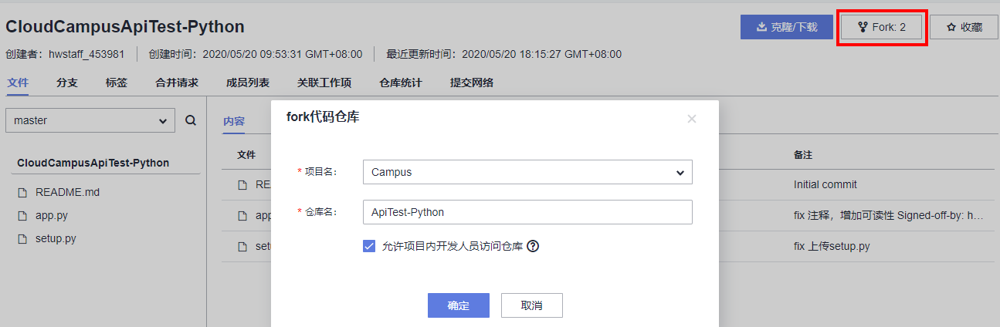 CloudCampusApiTest-Python
克隆/下载
Fork: 2
收藏
创建者：hwstaff_453981
创建时间：2020/05/20 09:53:31 GMT+08:00
最近更新时间：2020/05/20 18:15:27 GMT+08:00
文件 分支 标签 合并请求 成员列表 关联工作项 仓库统计 提交网络
master
CloudCampusApiTest-Python
README.md
app.py
setup.py
内容
文件
备注
Initial commit
app
fix 注释，增加可读性 Signed-off-by: h...
fix 上传setup.py
fork代码仓库
* 项目名：
Campus
* 仓库名：
ApiTest-Python
允许项目内开发人员访问仓库
确定
取消